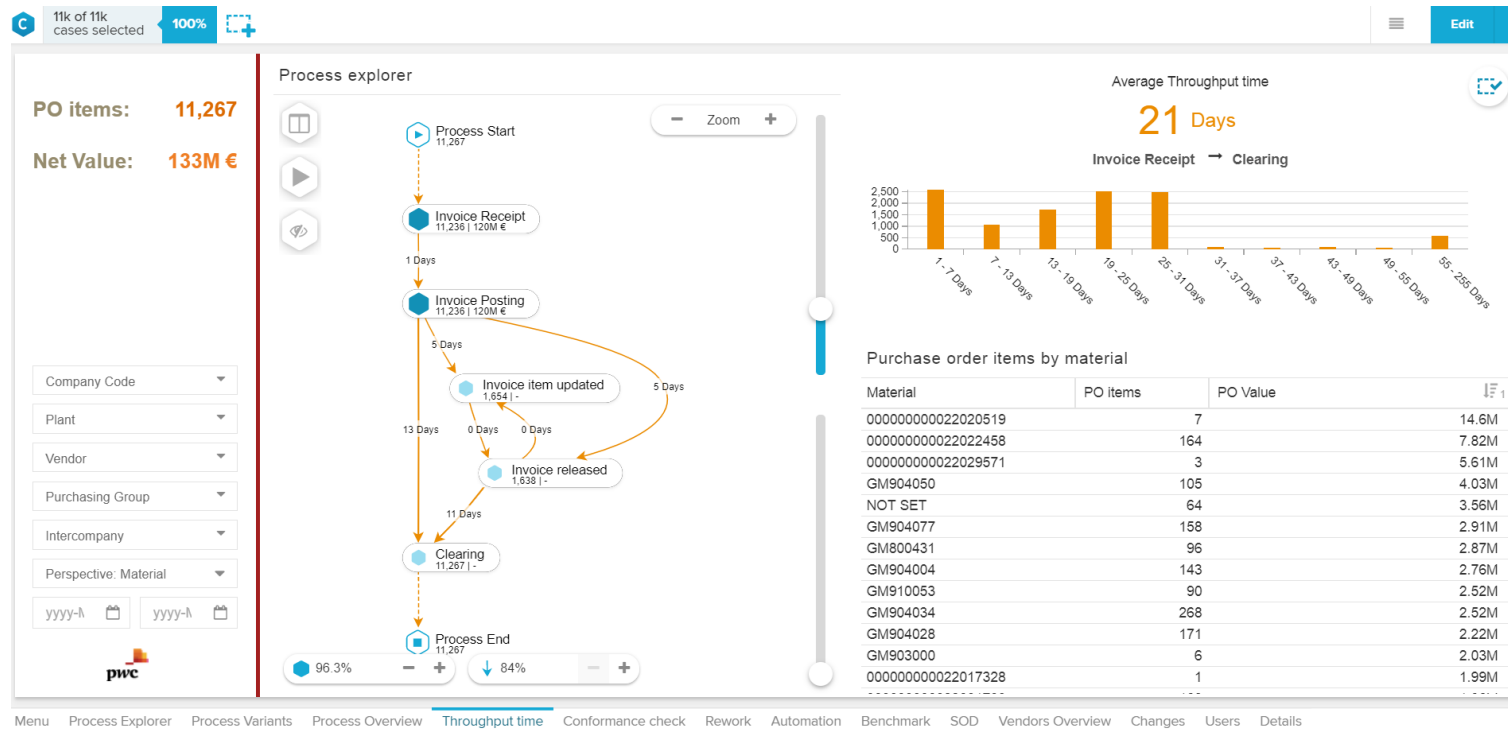 C
11k of 11k
cases selected
100%
Edit
PO items: 11,267
Net Value: 133M €
Company Code
Plant
Vendor
Purchasing Group
Intercompany
Perspective: Material
yyyy-M yyyy-M
pwc
Process explorer
Zoom
Process Start
11,267
Invoice Receipt
11,236 | 120M €
1 Days
Invoice Posting
11,236 | 120M €
5 Days
Invoice item updated
1,654 | -
5 Days
13 Days
0 Days
0 Days
Invoice released
1,638 | -
11 Days
Clearing
11,267 | -
Process End
11,267
96.3%
84%
Average Throughput time
21 Days
Invoice Receipt → Clearing
2,500
2,000
1,500
1,000
500
0
1 - 7 Days
7 - 13 Days
13 - 19 Days
19 - 25 Days
25 - 31 Days
31 - 37 Days
37 - 43 Days
43 - 49 Days
49 - 55 Days
55 - 255 Days
Purchase order items by material
Material PO items PO Value 1
000000000022020519 7 14.6M
000000000022022458 164 7.82M
000000000022029571 3 5.61M
GM904050 105 4.03M
NOT SET 64 3.56M
GM904077 158 2.91M
GM800431 96 2.87M
GM904004 143 2.76M
GM910053 90 2.52M
GM904034 268 2.52M
GM904028 171 2.22M
GM903000 6 2.03M
000000000022017328 1 1.99M
Menu Process Explorer Process Variants Process Overview Throughput time Conformance check Rework Automation Benchmark SOD Vendors Overview Changes Users Details